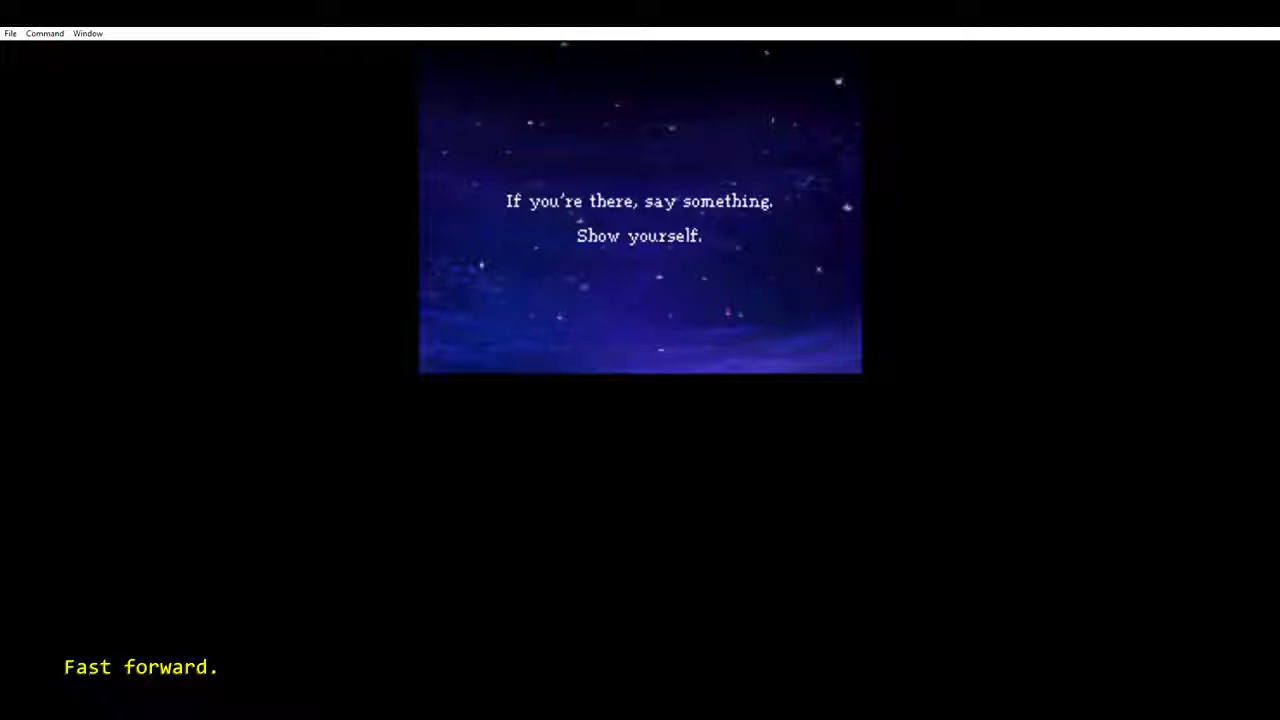 File Command Window
If you're there, say something.
Show yourself.
Fast forward.